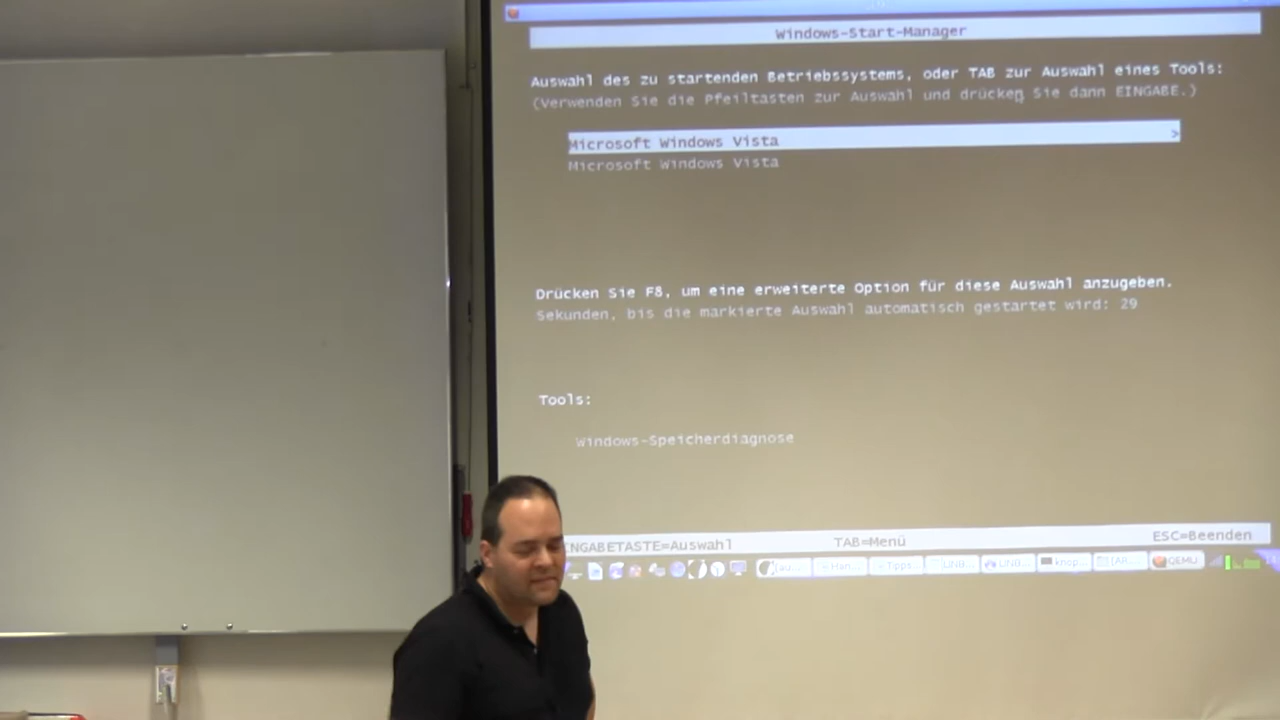 Windows-Start-Manager
Auswahl des zu startenden Betriebssystems, oder TAB zur Auswahl eines Tools:
(Verwenden Sie die Pfeiltasten zur Auswahl und drücken Sie dann EINGABE.)
Microsoft Windows Vista >
Microsoft Windows Vista
Drücken Sie F8, um eine erweiterte Option für diese Auswahl anzugeben.
Sekunden, bis die markierte Auswahl automatisch gestartet wird: 29
Tools:
Windows-Speicherdiagnose
NGABETASTE=Auswahl TAB=Menü ESC=Beenden
Tipps... knop... QEMU